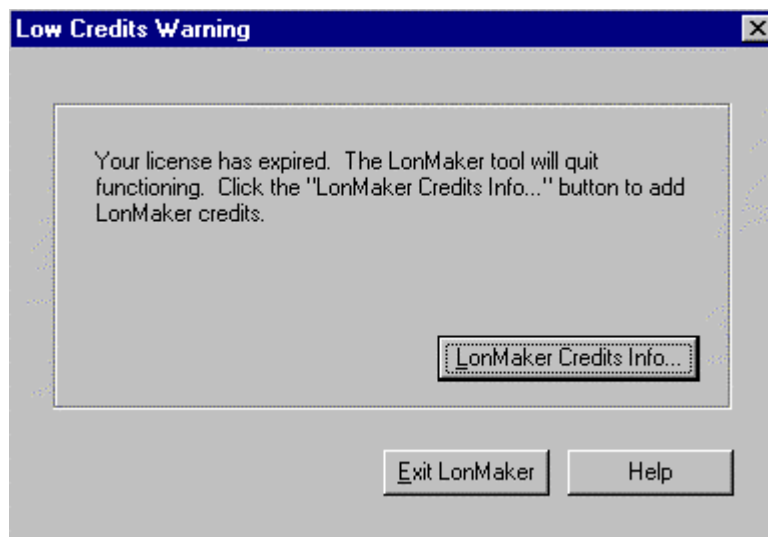 Low Credits Warning
Your license has expired. The LonMaker tool will quit
functioning. Click the "LonMaker Credits Info..." button to add
LonMaker credits.
LonMaker Credits Info...
Exit LonMaker
Help